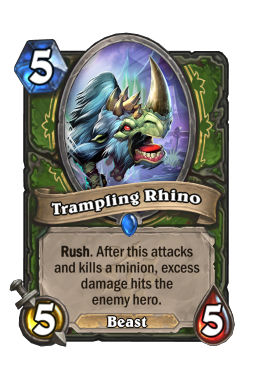 5
Trampling Rhino
Rush. After this attacks
and kills a minion, excess
damage hits the
enemy hero.
5
Beast
5